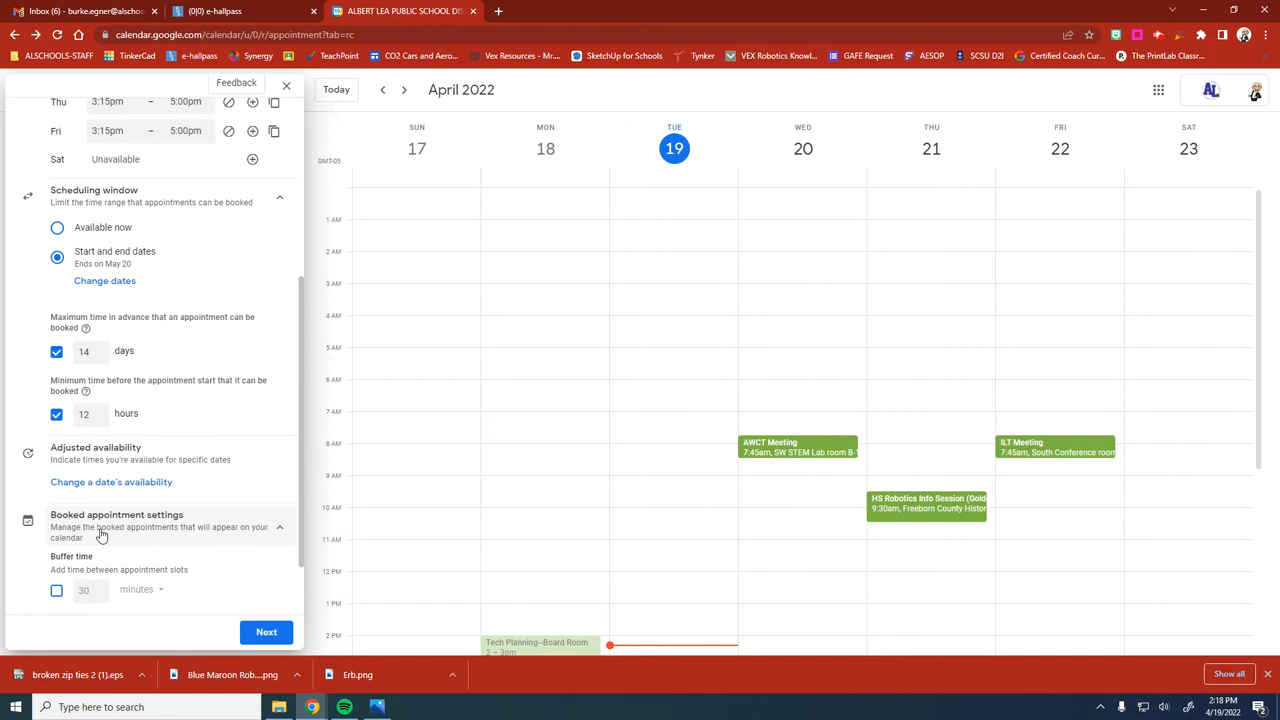 Inbox (9) - burke.egner@alschoo
(0|0) e-hallpass
ALBERT LEA PUBLIC SCHOOL DIS
calendar.google.com/calendar/u/0/r/appointment?tab=rc
ALSCHOOLS-STAFF
TinkerCad
e-hallpass
Synergy
TeachPoint
CO2 Cars and Aero...
Vex Resources - Mr....
SketchUp for Schools
Tynker
VEX Robotics Knowl...
GAFE Request
AESOP
SCSU D2l
Certified Coach Cur...
The PrintLab Classr...
Feedback
Today
April 2022
Thu 3:15pm – 5:00pm
Fri 3:15pm – 5:00pm
Sat Unavailable
Scheduling window
Limit the time range that appointments can be booked
Available now
Start and end dates
Ends on May 20
Change dates
Maximum time in advance that an appointment can be
booked
14 days
Minimum time before the appointment start that it can be
booked
12 hours
Adjusted availability
Indicate times you're available for specific dates
Change a date's availability
Booked appointment settings
Manage the booked appointments that will appear on your
calendar
Buffer time
Add time between appointment slots
30 minutes
Next
SUN MON TUE WED THU FRI SAT
GMT-05 17 18 19 20 21 22 23
1 AM
2 AM
3 AM
4 AM
5 AM
6 AM
7 AM
8 AM
9 AM
10 AM
11 AM
12 PM
1 PM
2 PM
AWCT Meeting
7:45am, SW STEM Lab room B-1
ILT Meeting
7:45am, South Conference room
HS Robotics Info Session (Gold
9:30am, Freeborn County Histor
Tech Planning--Board Room
2 – 3pm
broken zip ties 2 (1).eps
Blue Maroon Rob....png
Erb.png
Show all
Type here to search
2:18 PM
4/19/2022
2